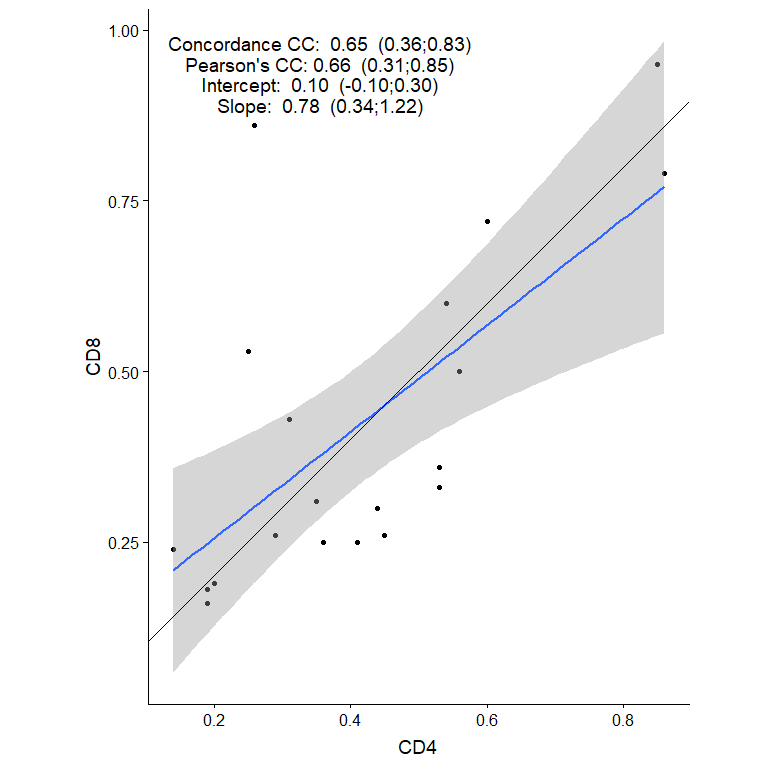 1.00
Concordance CC: 0.65 (0.36;0.83)
Pearson's CC: 0.66 (0.31;0.85)
Intercept: 0.10 (-0.10;0.30)
Slope: 0.78 (0.34;1.22)
0.75
CD8
0.50
0.25
0.2 0.4 0.6 0.8
CD4